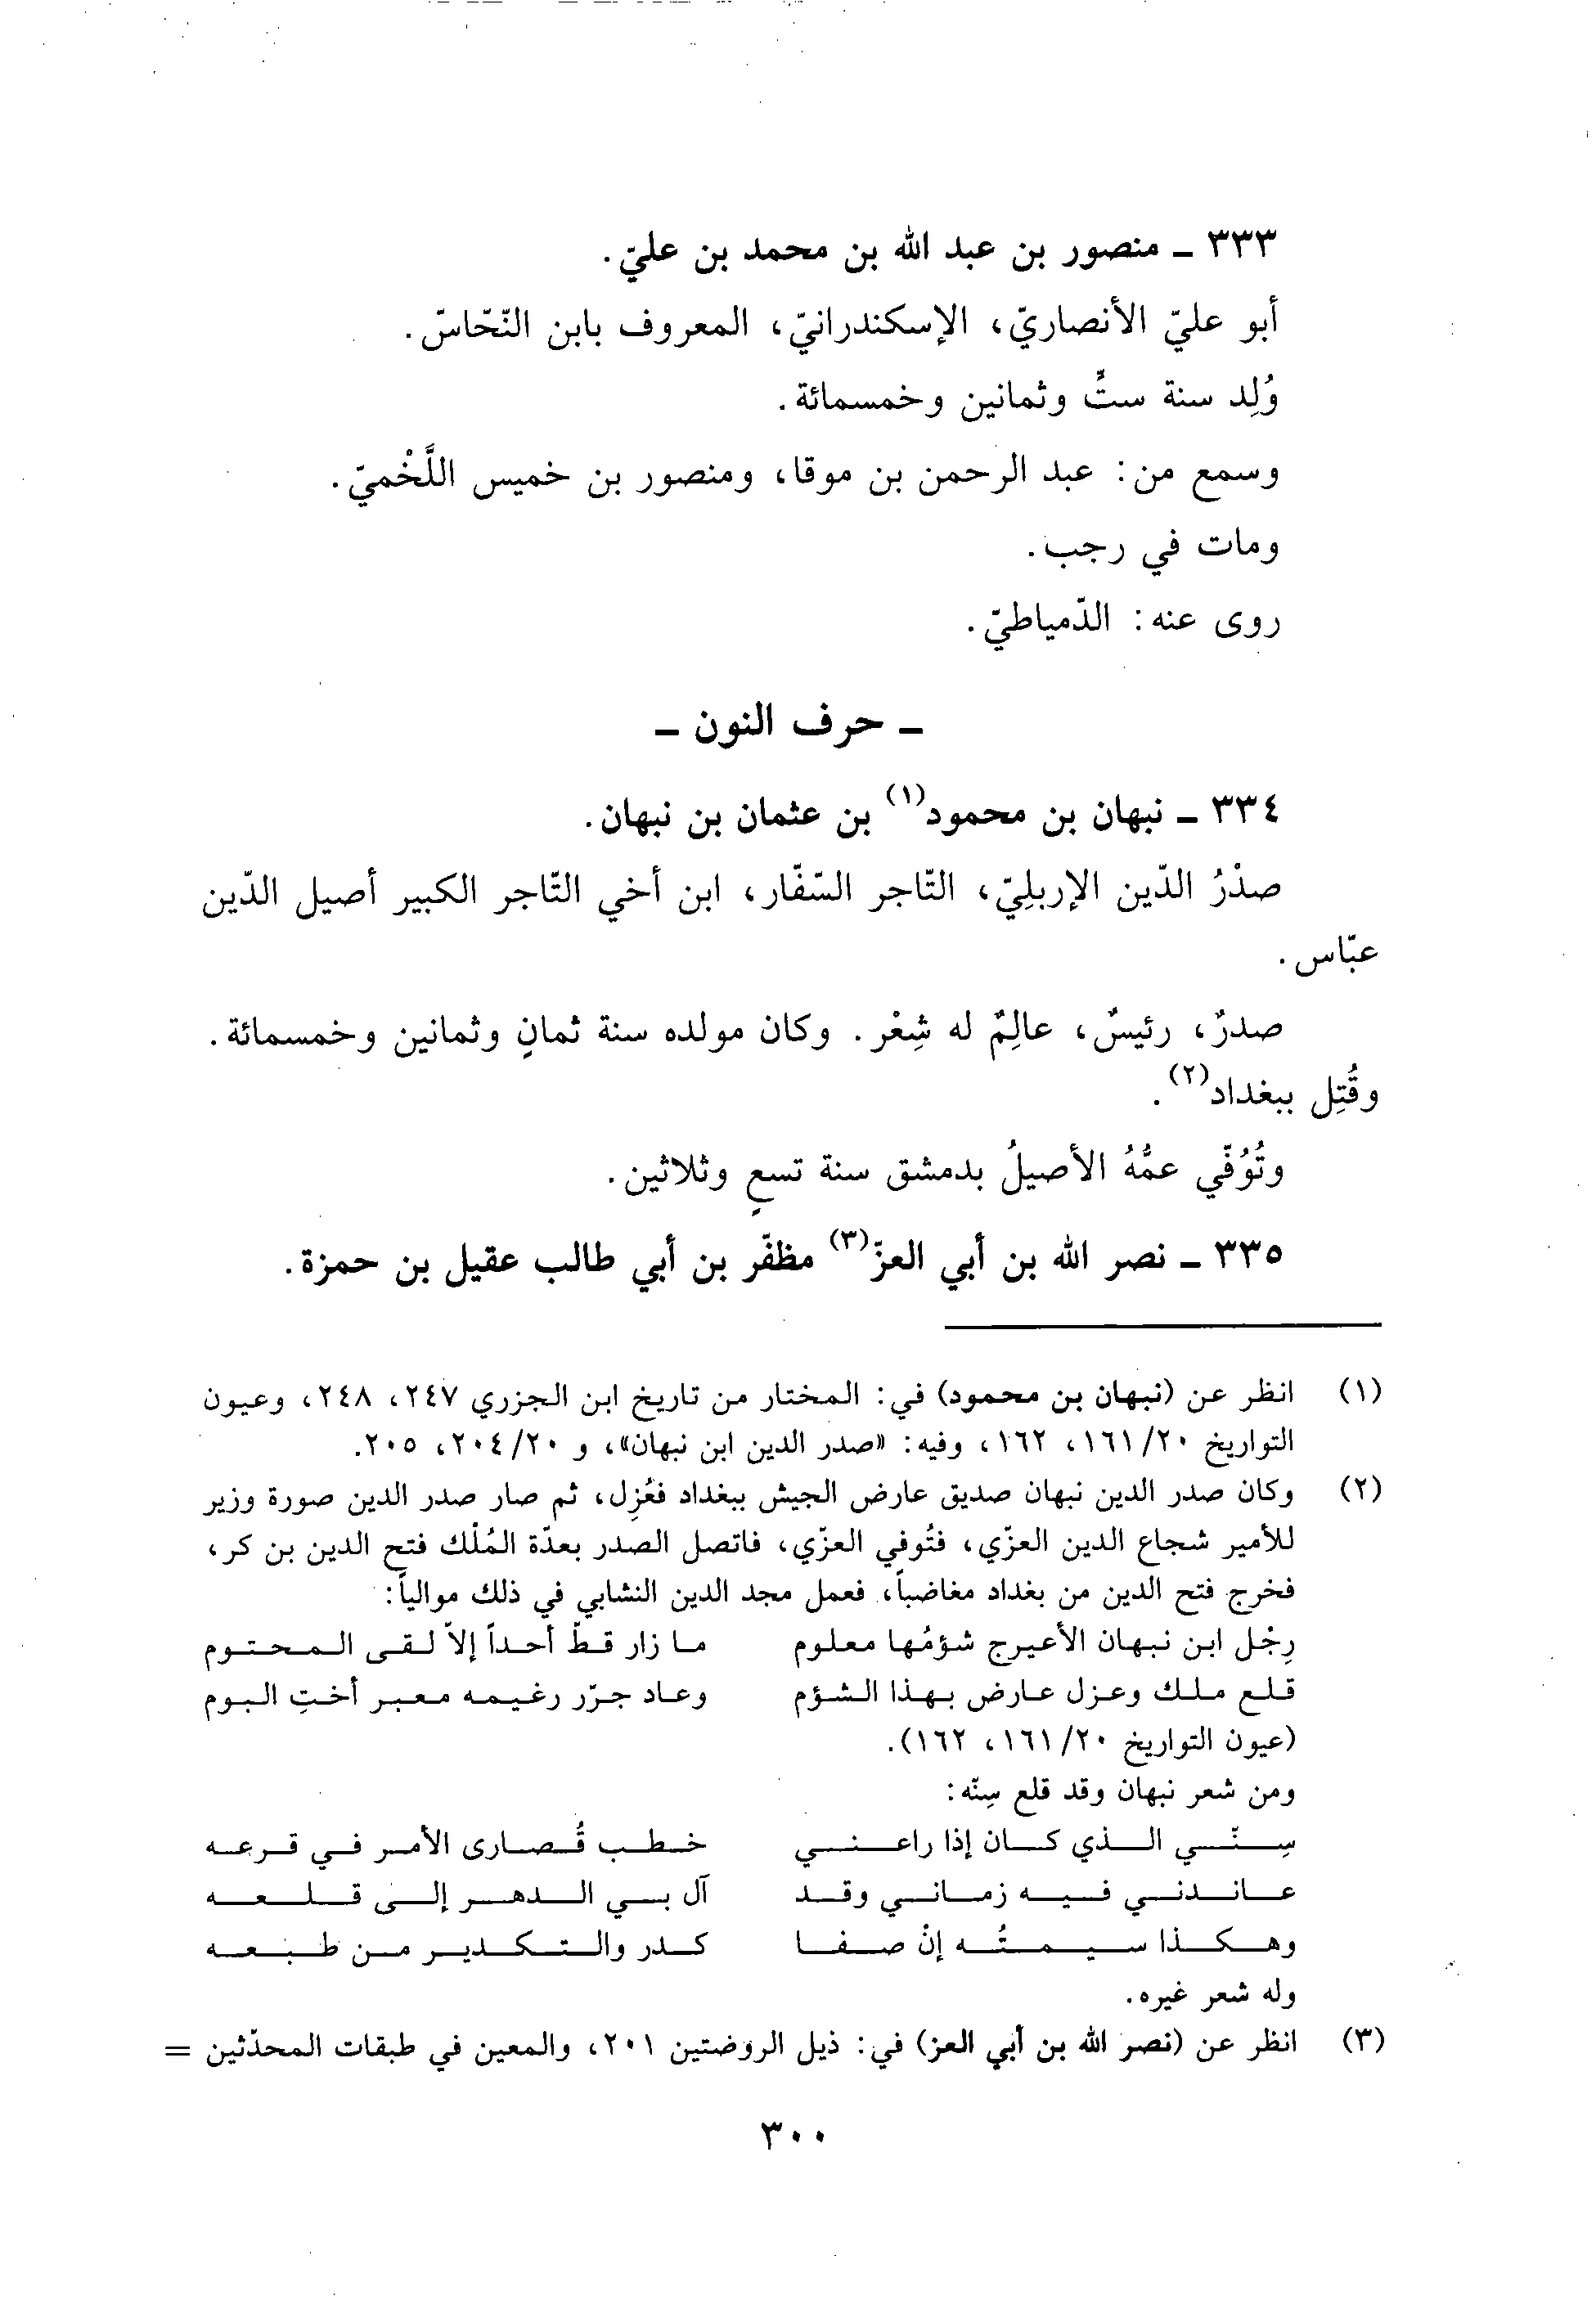 ٣٣٣ ـ منصور بن عبد الله بن محمد بن عليّ.
أبو عليّ الأنصاريّ، الإسكندرانيّ، المعروف بابن النّحّاسّ.
وُلِد سنة ستٍّ وثمانين وخمسمائة.
وسمع من: عبد الرحمن بن موقا، ومنصور بن خميس اللَّخْميّ.
ومات في رجب.
روى عنه: الدّمياطيّ.
ـ حرف النون ـ
٣٣٤ ـ نبهان بن محمود(١) بن عثمان بن نبهان.
صدْرُ الدّين الإربلِيّ، التّاجر السّفّار، ابن أخي التّاجر الكبير أصيل الدّين
عبّاس.
صدرٌ، رئيسٌ، عالِمٌ له شِعْر. وكان مولده سنة ثمانٍ وثمانين وخمسمائة.
وقُتِل ببغداد(٢).
وتُوُفّي عمُّهُ الأصيلُ بدمشق سنة تسعٍ وثلاثين.
٣٣٥ ـ نصر الله بن أبي العزّ(٣) مظفّر بن أبي طالب عقيل بن حمزة.
(١) انظر عن (نبهان بن محمود) في: المختار من تاريخ ابن الجزري ٢٤٧، ٢٤٨، وعيون
التواريخ ٢٠/١٦١، ١٦٢، وفيه: «صدر الدين ابن نبهان»، و ٢٠/٢٠٤، ٢٠٥.
(٢) وكان صدر الدين نبهان صديق عارض الجيش ببغداد فعُزِل، ثم صار صدر الدين صورة وزير
للأمير شجاع الدين العزّي، فتُوفي العزّي، فاتصل الصدر بعدّة المُلْك فتح الدين بن كر،
فخرج فتح الدين من بغداد مغاضباً، فعمل مجد الدين النشابي في ذلك موالياً:
رِجْل ابن نبهان الأعيرج شؤمُها معلوم ما زار قطّ أحداً إلاّ لقى المحتوم
قلع ملك وعزل عارض بهذا الشؤم وعاد جرّر رغيمه معبر أختِ البوم
(عيون التواريخ ٢٠/١٦١، ١٦٢).
ومن شعر نبهان وقد قلع سِنّه:
سِنّي الذي كان إذا راعني خطب قُصارى الأمر في قرعه
عاندني فيه زماني وقد آل بي الدهر إلى قلعه
وهكذا سيمتُه إنْ صفا كدر والتكدير من طبعه
وله شعر غيره.
(٣) انظر عن (نصر الله بن أبي العز) في: ذيل الروضتين ٢٠١، والمعين في طبقات المحدّثين =
٣٠٠